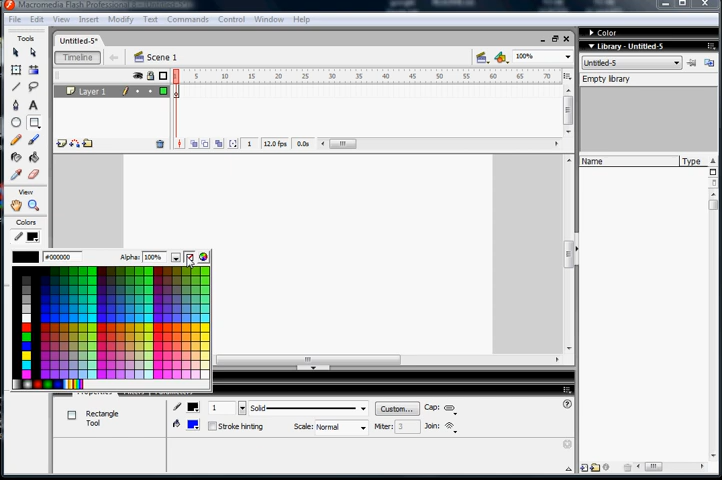 Macromedia Flash Professional
File Edit View Insert Modify Text Commands Control Window Help
Tools
View
Colors
#000000 Alpha: 100%
Untitled-5*
Timeline Scene 1 100%
5 10 15 20 25 30 35 40 45 50 55 60 65 70
Layer 1
1 12.0 fps 0.0s
Color
Library - Untitled-5
Untitled-5
Empty library
Name Type
Properties
Rectangle
Tool
1 Solid Custom... Cap:
Stroke hinting Scale: Normal Miter: 3 Join: